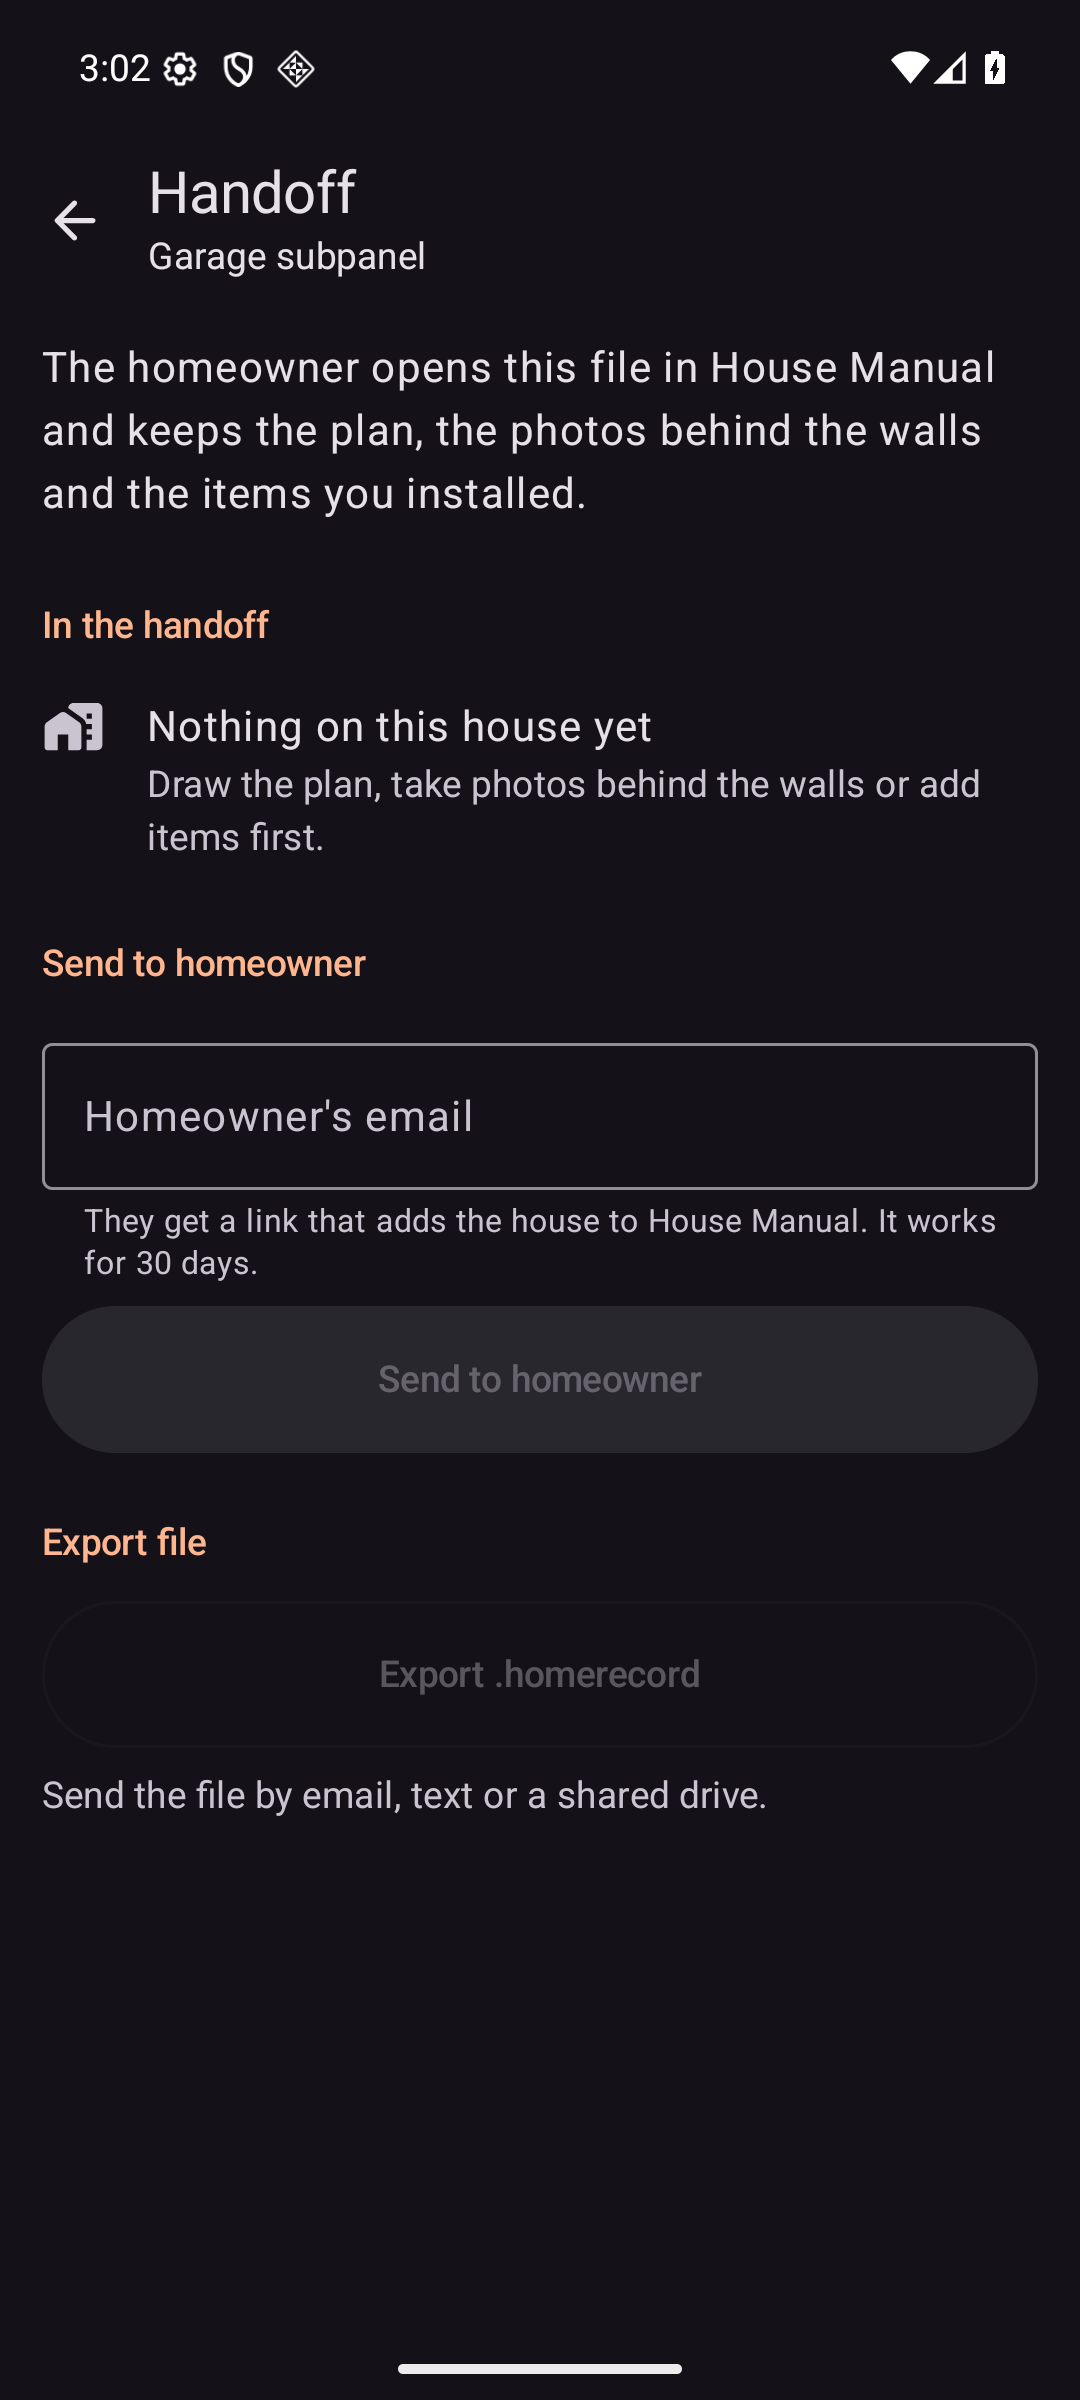 3:02
Handoff
Garage subpanel
The homeowner opens this file in House Manual
and keeps the plan, the photos behind the walls
and the items you installed.
In the handoff
Nothing on this house yet
Draw the plan, take photos behind the walls or add
items first.
Send to homeowner
Homeowner's email
They get a link that adds the house to House Manual. It works
for 30 days.
Send to homeowner
Export file
Export .homerecord
Send the file by email, text or a shared drive.